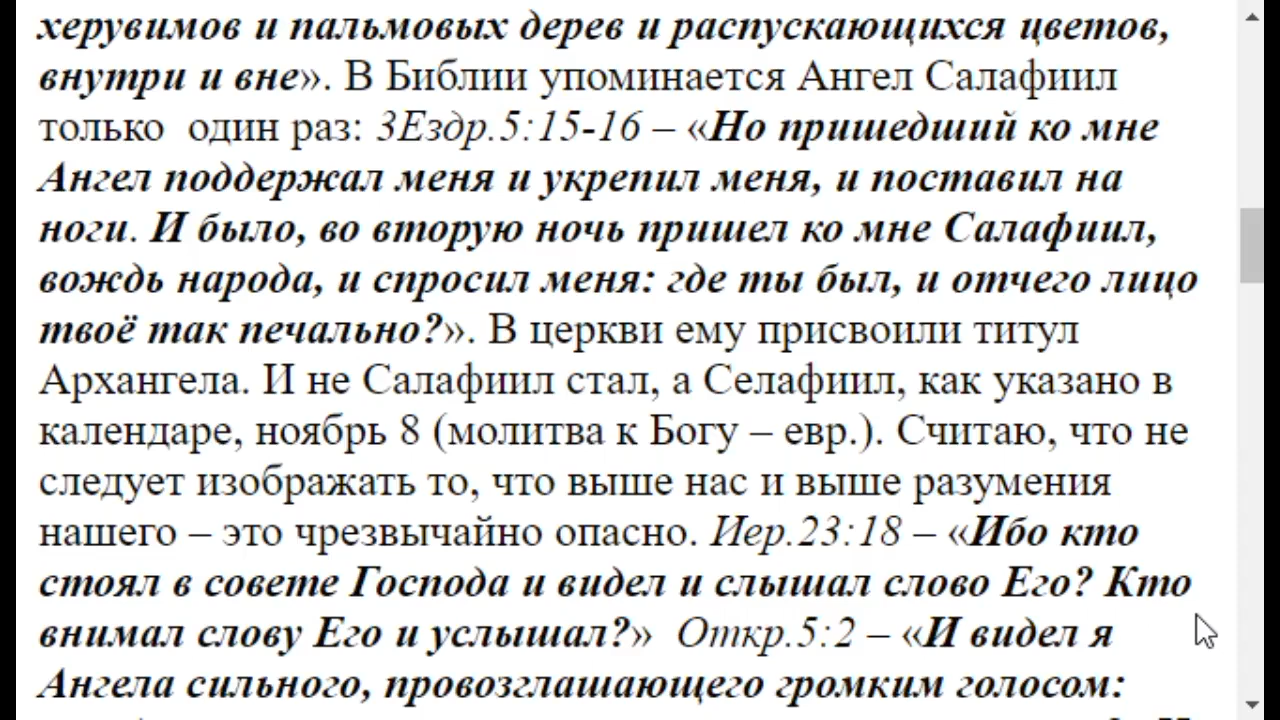 херувимов и пальмовых дерев и распускающихся цветов,
внутри и вне». В Библии упоминается Ангел Салафиил
только один раз: 3Ездр.5:15-16 – «Но пришедший ко мне
Ангел поддержал меня и укрепил меня, и поставил на
ноги. И было, во вторую ночь пришел ко мне Салафиил,
вождь народа, и спросил меня: где ты был, и отчего лицо
твоё так печально?». В церкви ему присвоили титул
Архангела. И не Салафиил стал, а Селафиил, как указано в
календаре, ноябрь 8 (молитва к Богу – евр.). Считаю, что не
следует изображать то, что выше нас и выше разумения
нашего – это чрезвычайно опасно. Иер.23:18 – «Ибо кто
стоял в совете Господа и видел и слышал слово Его? Кто
внимал слову Его и услышал?» Откр.5:2 – «И видел я
Ангела сильного, провозглашающего громким голосом: